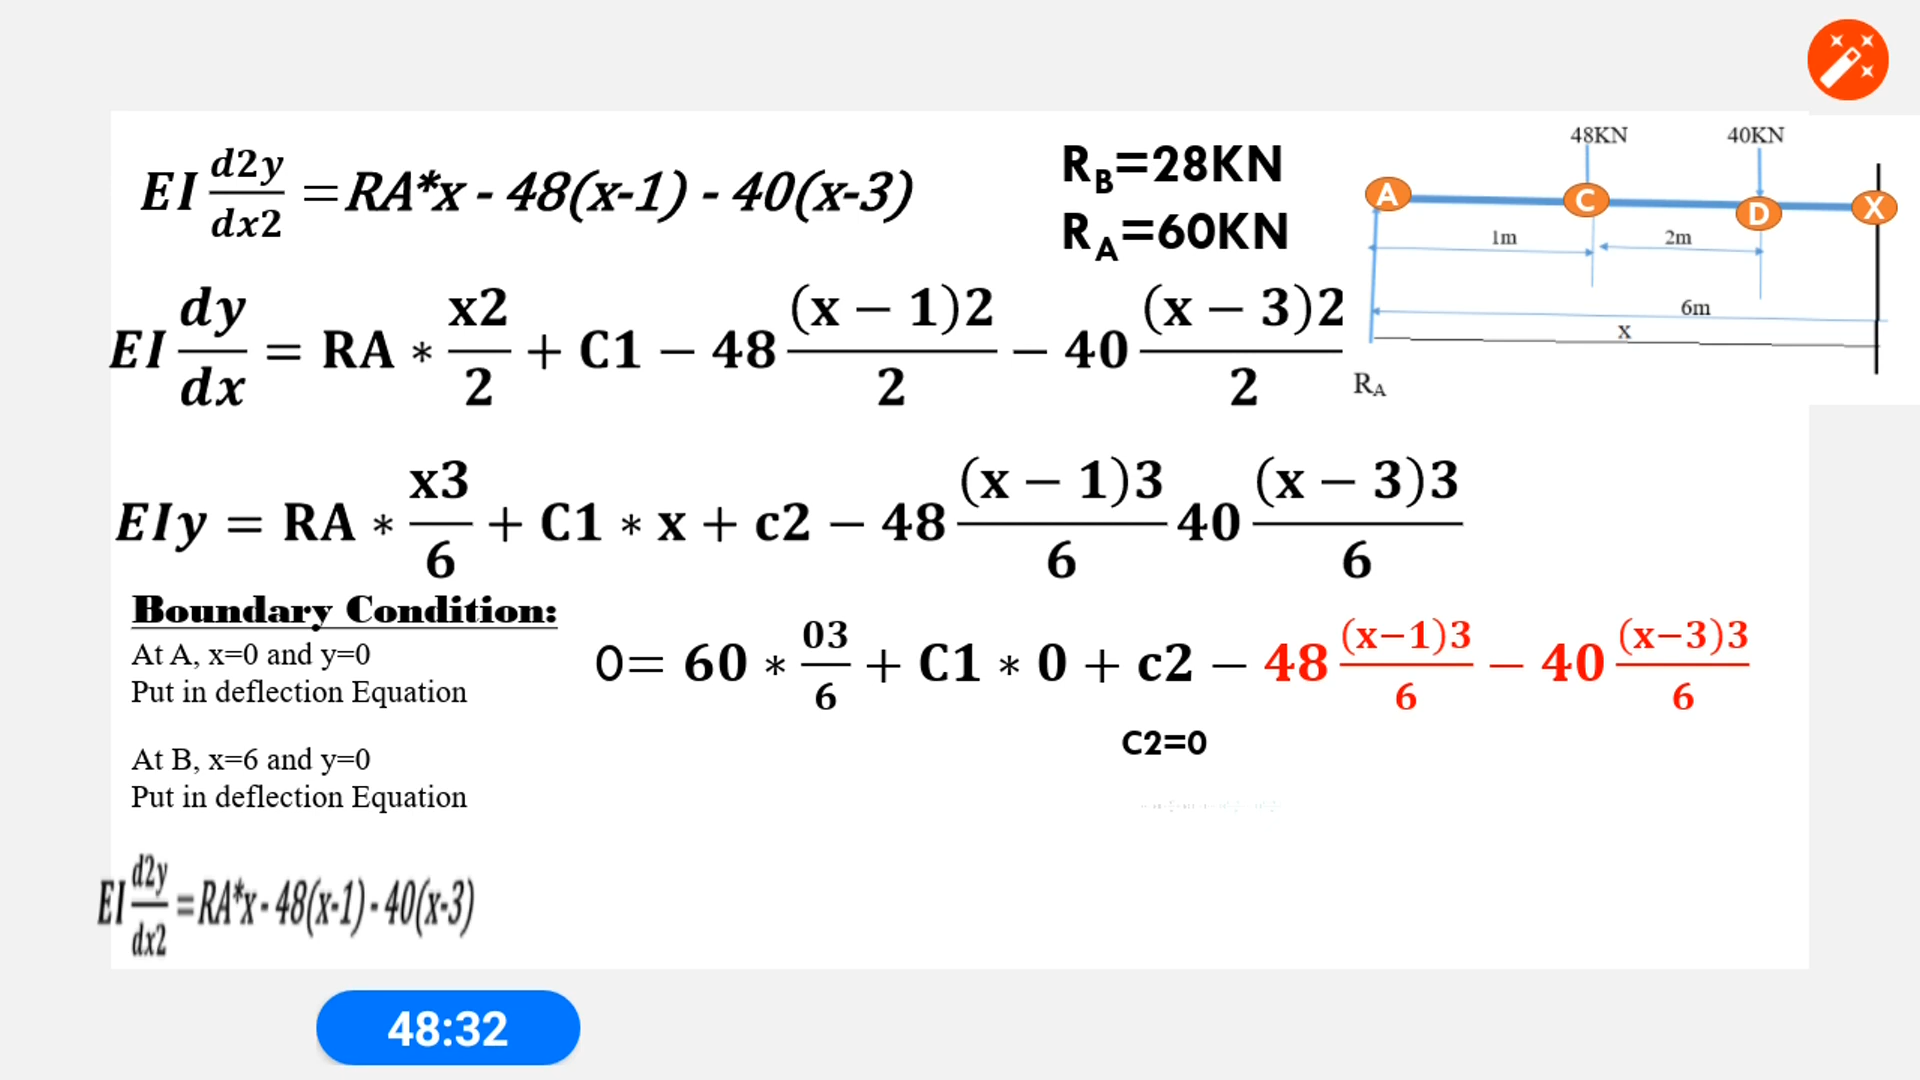 EI d2y/dx2 =RA*x - 48(x-1) - 40(x-3)
RB=28KN
RA=60KN
48KN 40KN
A C D X
1m 2m
6m
x
RA
EI dy/dx = RA ∗ x2/2 + C1 − 48 (x − 1)2/2 − 40 (x − 3)2/2
EIy = RA ∗ x3/6 + C1 ∗ x + c2 − 48 (x − 1)3/6 40 (x − 3)3/6
Boundary Condition:
At A, x=0 and y=0
Put in deflection Equation
0= 60 ∗ 03/6 + C1 ∗ 0 + c2 − 48 (x−1)3/6 − 40 (x−3)3/6
C2=0
At B, x=6 and y=0
Put in deflection Equation
EI d2y/dx2 =RA*x - 48(x-1) - 40(x-3)
48:32